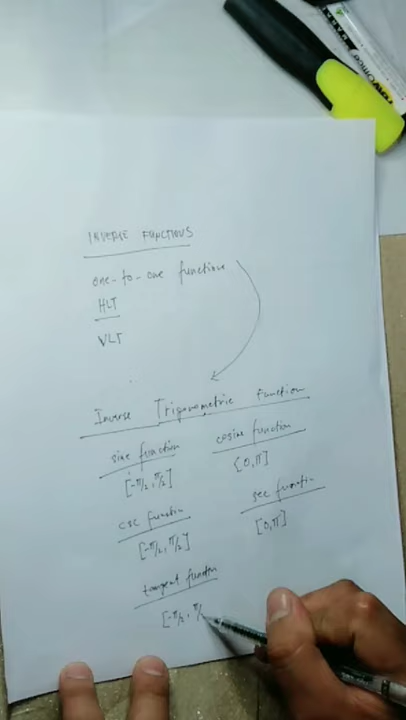 INVERSE FUNCTIONS
one-to-one functions
HLT
VLT
Inverse Trigonometric Function
sine function
[-π/2, π/2]
cosine function
[0,π]
csc function
[-π/2, π/2]
sec function
[0,π]
tangent function
[-π/2, π/2